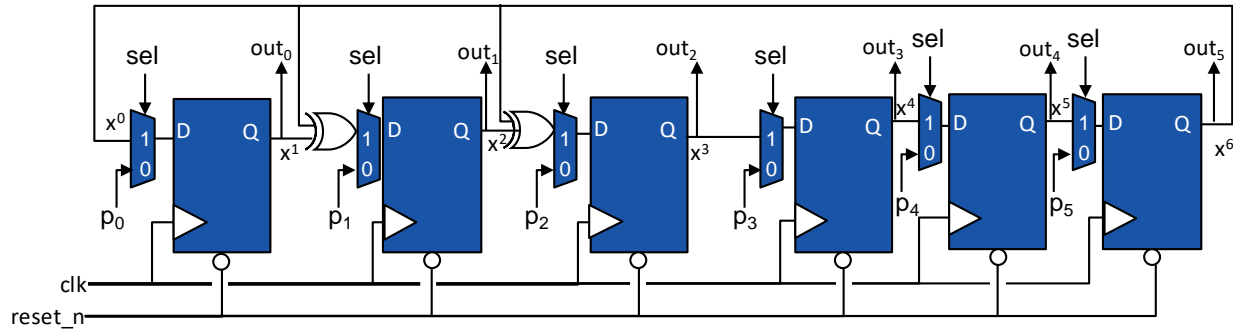 sel out₀ sel out₁ sel out₂ sel out₃ sel out₄ sel out₅
x⁰ 1 0 D Q x¹ 1 0 D Q x² 1 0 D Q x³ 1 0 D Q x⁴ 1 0 D Q x⁵ 1 0 D Q x⁶
p₀ p₁ p₂ p₃ p₄ p₅
clk
reset_n